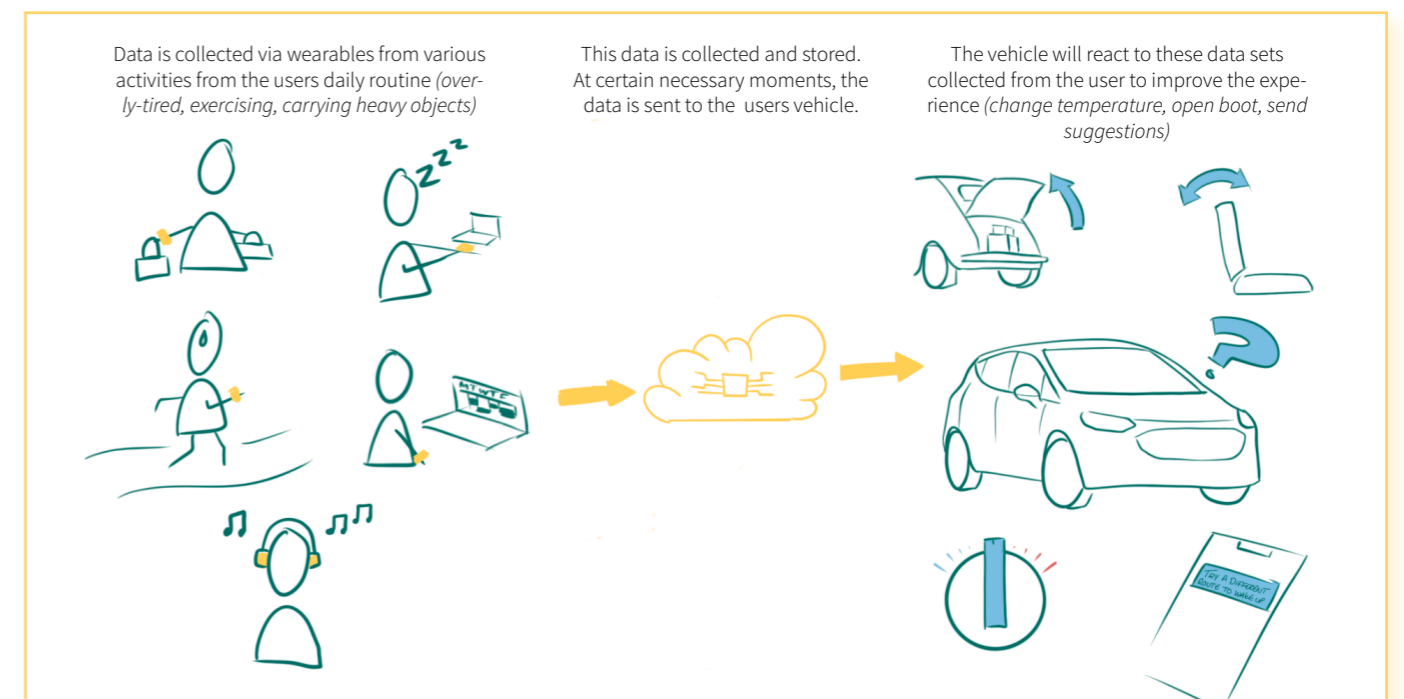 Data is collected via wearables from various
activities from the users daily routine (over-
ly-tired, exercising, carrying heavy objects)
This data is collected and stored.
At certain necessary moments, the
data is sent to the users vehicle.
The vehicle will react to these data sets
collected from the user to improve the expe-
rience (change temperature, open boot, send
suggestions)
zzz
M T W T F
?
TRY A DIFFERENT
ROUTE TO WAKE UP